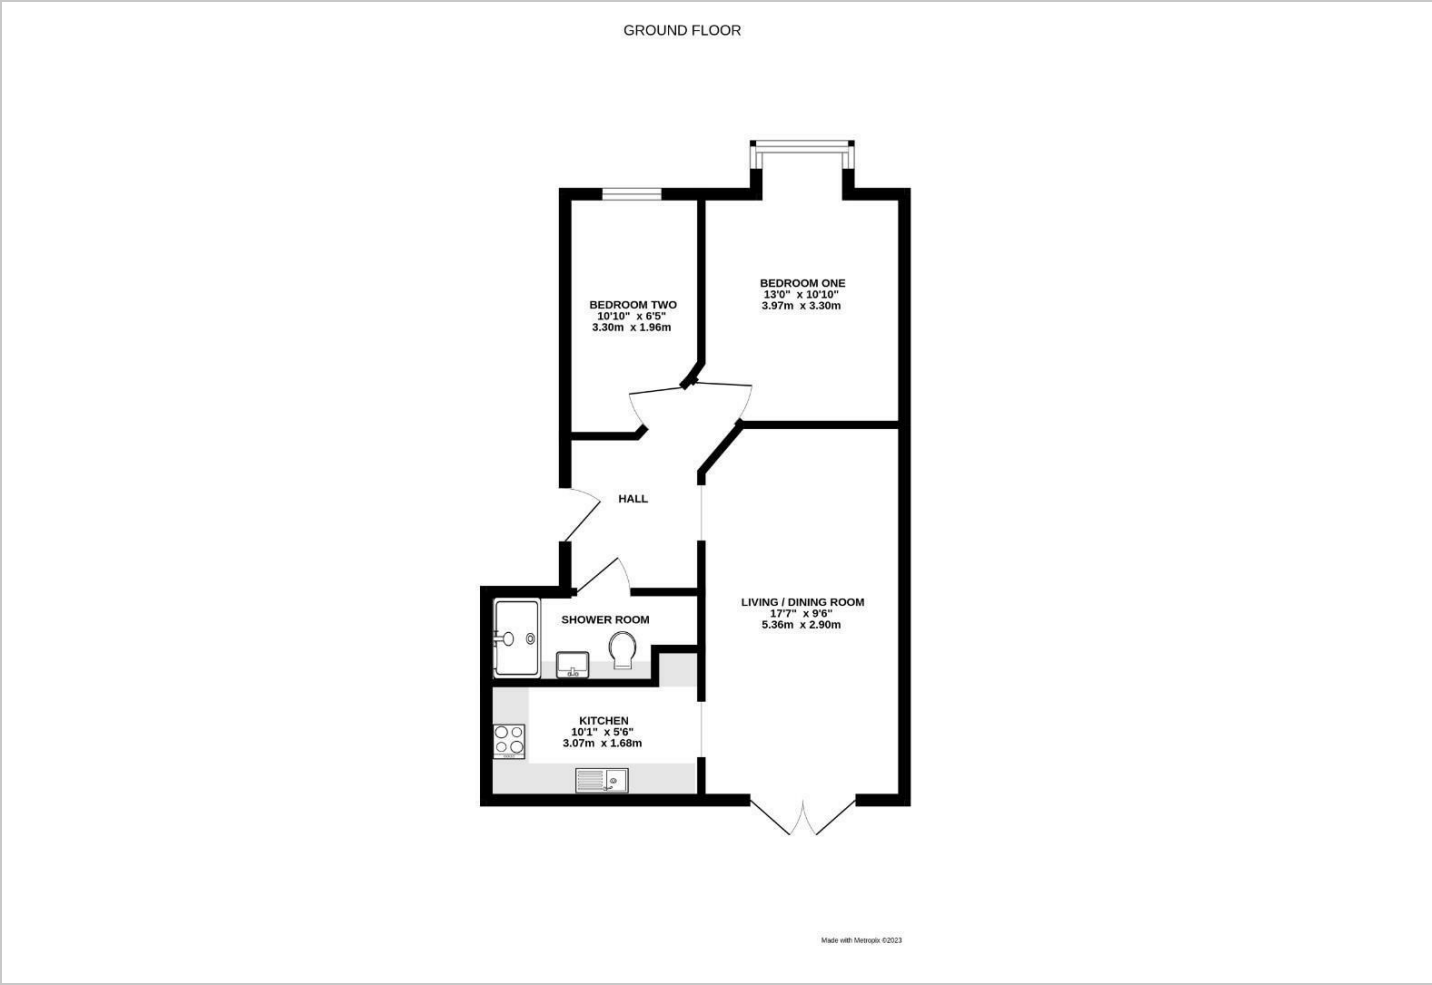 GROUND FLOOR
BEDROOM ONE
13'0" x 10'10"
3.97m x 3.30m
BEDROOM TWO
10'10" x 6'5"
3.30m x 1.96m
HALL
LIVING / DINING ROOM
17'7" x 9'6"
5.36m x 2.90m
SHOWER ROOM
KITCHEN
10'1" x 5'6"
3.07m x 1.68m
Made with Metropix ©2023